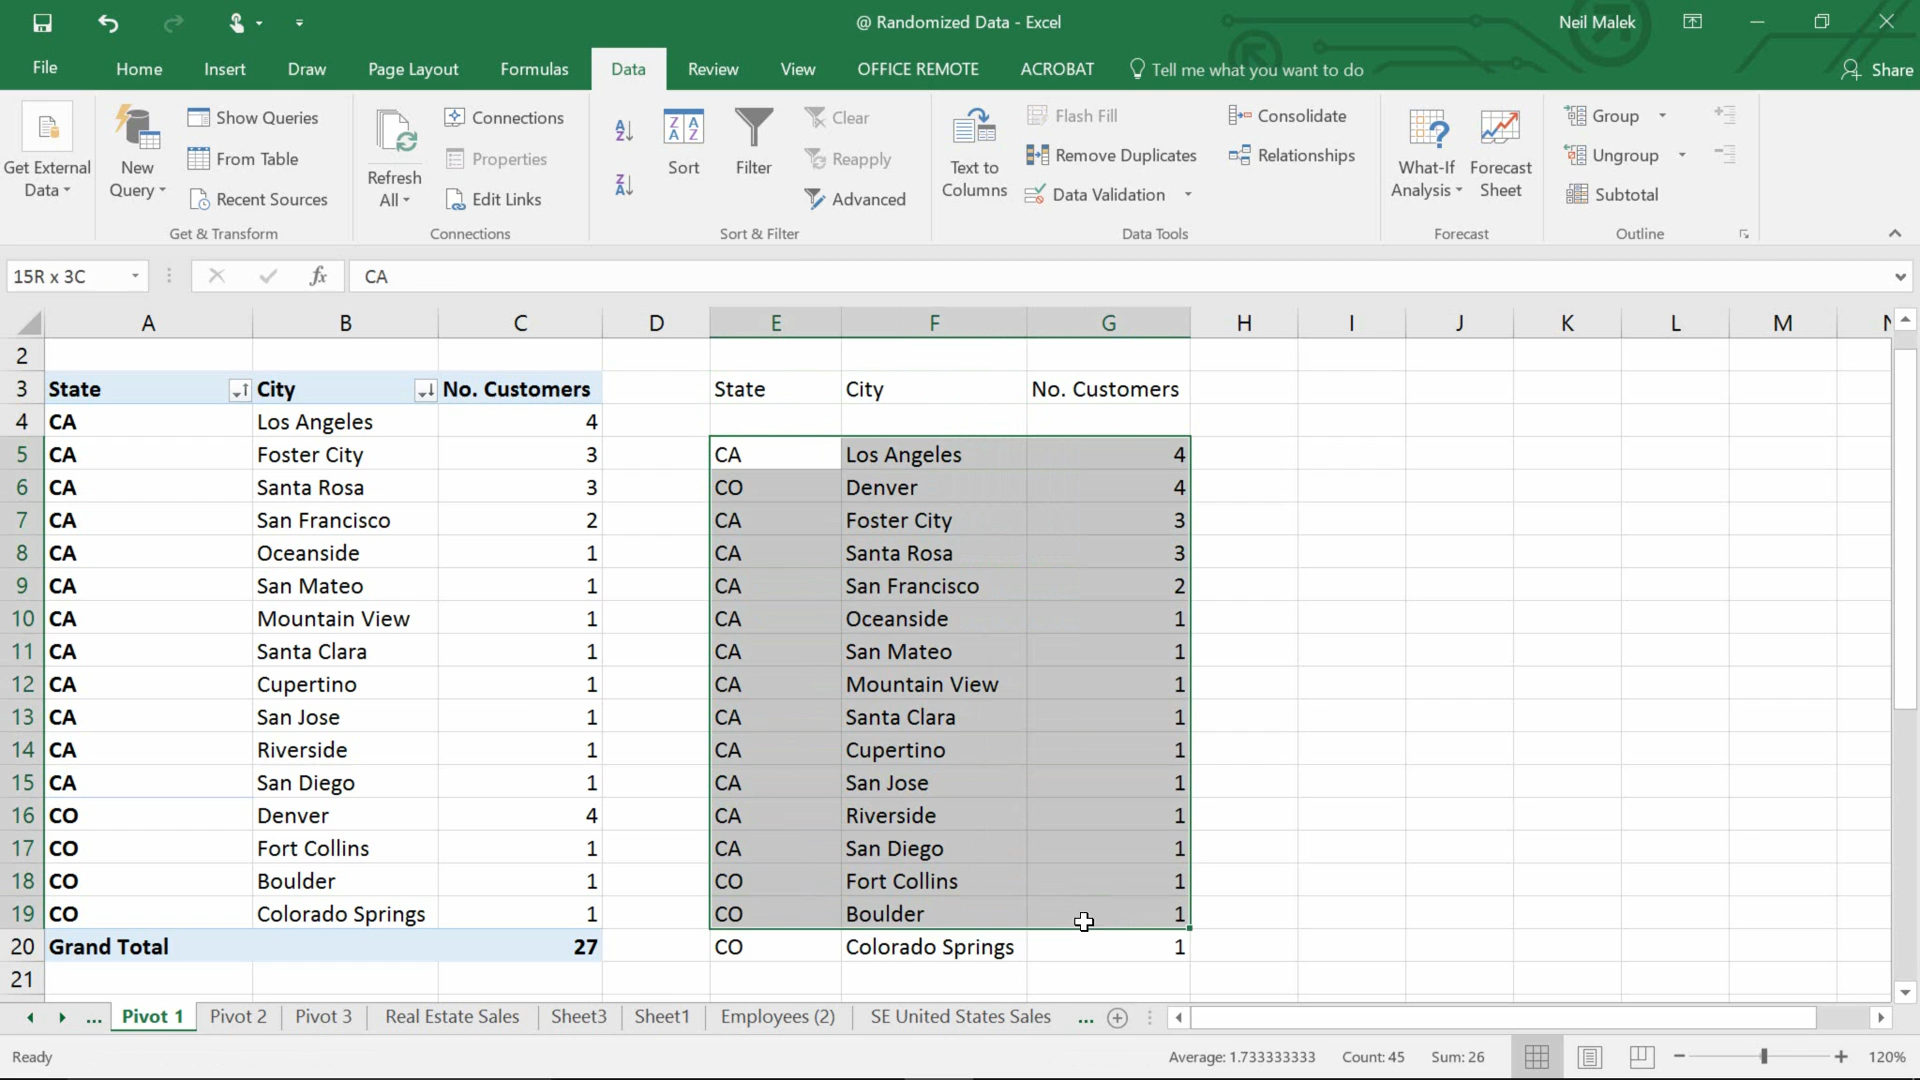 @ Randomized Data - Excel
Neil Malek
File Home Insert Draw Page Layout Formulas Data Review View OFFICE REMOTE ACROBAT Tell me what you want to do Share
Get External Data
New Query
Show Queries
From Table
Recent Sources
Get & Transform
Refresh All
Connections
Properties
Edit Links
Connections
Sort
Filter
Clear
Reapply
Advanced
Sort & Filter
Text to Columns
Flash Fill
Remove Duplicates
Data Validation
Consolidate
Relationships
Data Tools
What-If Analysis
Forecast Sheet
Forecast
Group
Ungroup
Subtotal
Outline
15R x 3C fx CA
A B C D E F G H I J K L M N
2
3 State City No. Customers State City No. Customers
4 CA Los Angeles 4
5 CA Foster City 3 CA Los Angeles 4
6 CA Santa Rosa 3 CO Denver 4
7 CA San Francisco 2 CA Foster City 3
8 CA Oceanside 1 CA Santa Rosa 3
9 CA San Mateo 1 CA San Francisco 2
10 CA Mountain View 1 CA Oceanside 1
11 CA Santa Clara 1 CA San Mateo 1
12 CA Cupertino 1 CA Mountain View 1
13 CA San Jose 1 CA Santa Clara 1
14 CA Riverside 1 CA Cupertino 1
15 CA San Diego 1 CA San Jose 1
16 CO Denver 4 CA Riverside 1
17 CO Fort Collins 1 CA San Diego 1
18 CO Boulder 1 CO Fort Collins 1
19 CO Colorado Springs 1 CO Boulder 1
20 Grand Total 27 CO Colorado Springs 1
21
... Pivot 1 Pivot 2 Pivot 3 Real Estate Sales Sheet3 Sheet1 Employees (2) SE United States Sales ...
Ready Average: 1.733333333 Count: 45 Sum: 26 120%